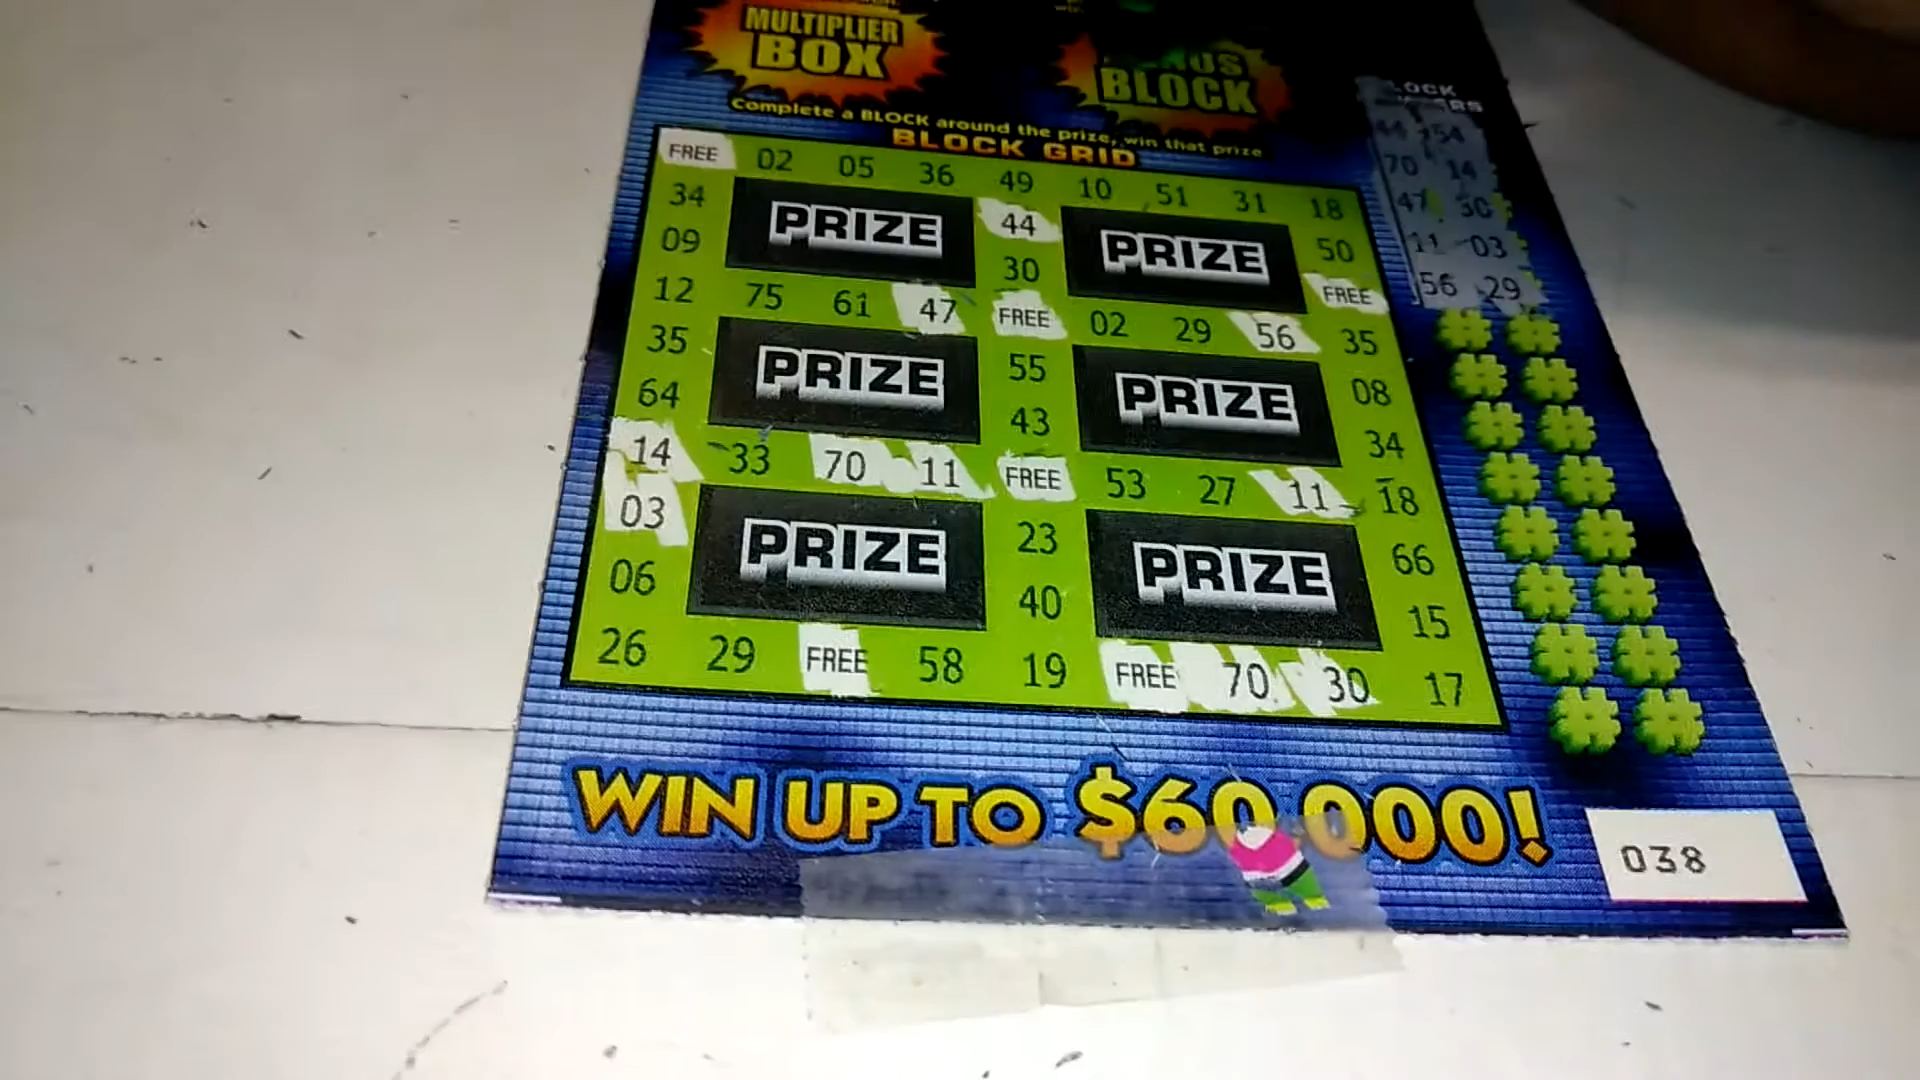 MULTIPLIER
BOX
BLOCK
Complete a BLOCK around the prize, win that prize
BLOCK GRID
FREE 02 05 36 49 10 51 31 18
34 PRIZE 44 PRIZE 50
09 30 FREE
12 75 61 47 FREE 02 29 56 35
35 PRIZE 55 PRIZE 08
64 43 34
14 33 70 11 FREE 53 27 11 18
03 PRIZE 23 PRIZE 66
06 40 15
26 29 FREE 58 19 FREE 70 30 17
44 54
70 14
47 30
11 03
56 29
WIN UP TO $60,000!
038